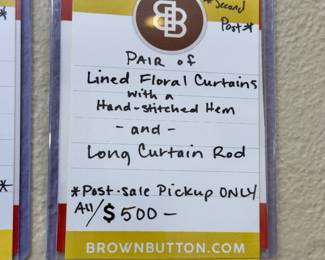 *Second
Post*
PAIR of
Lined Floral Curtains
with a
Hand-stitched Hem
-and-
Long Curtain Rod
*Post-sale Pickup ONLY
All/$500-
BROWNBUTTON.COM